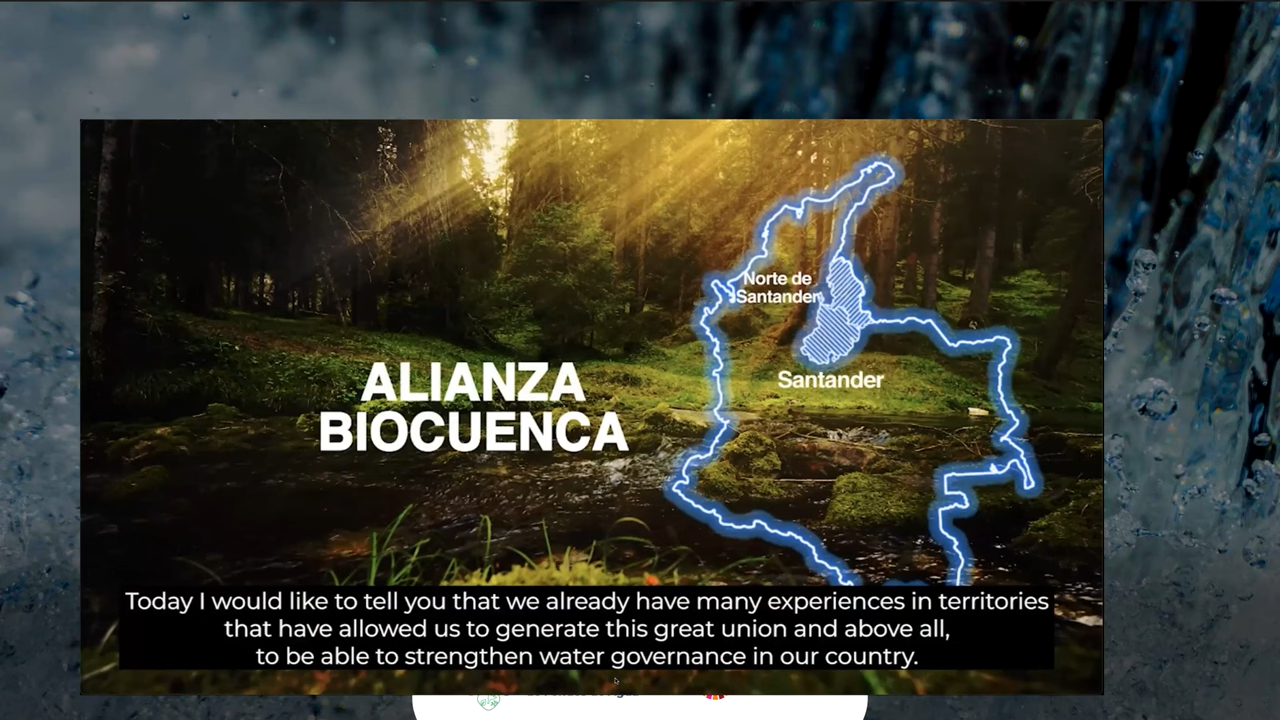 Norte de
Santander
Santander
ALIANZA
BIOCUENCA
Today I would like to tell you that we already have many experiences in territories
that have allowed us to generate this great union and above all,
to be able to strengthen water governance in our country.